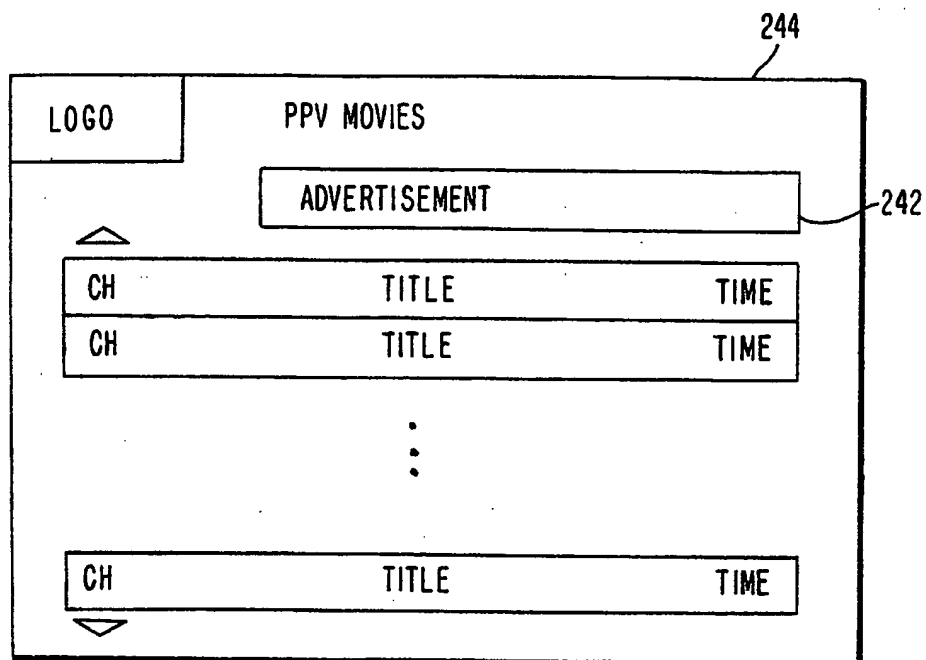 244
LOGO
PPV MOVIES
ADVERTISEMENT
242
CH TITLE TIME
CH TITLE TIME
CH TITLE TIME